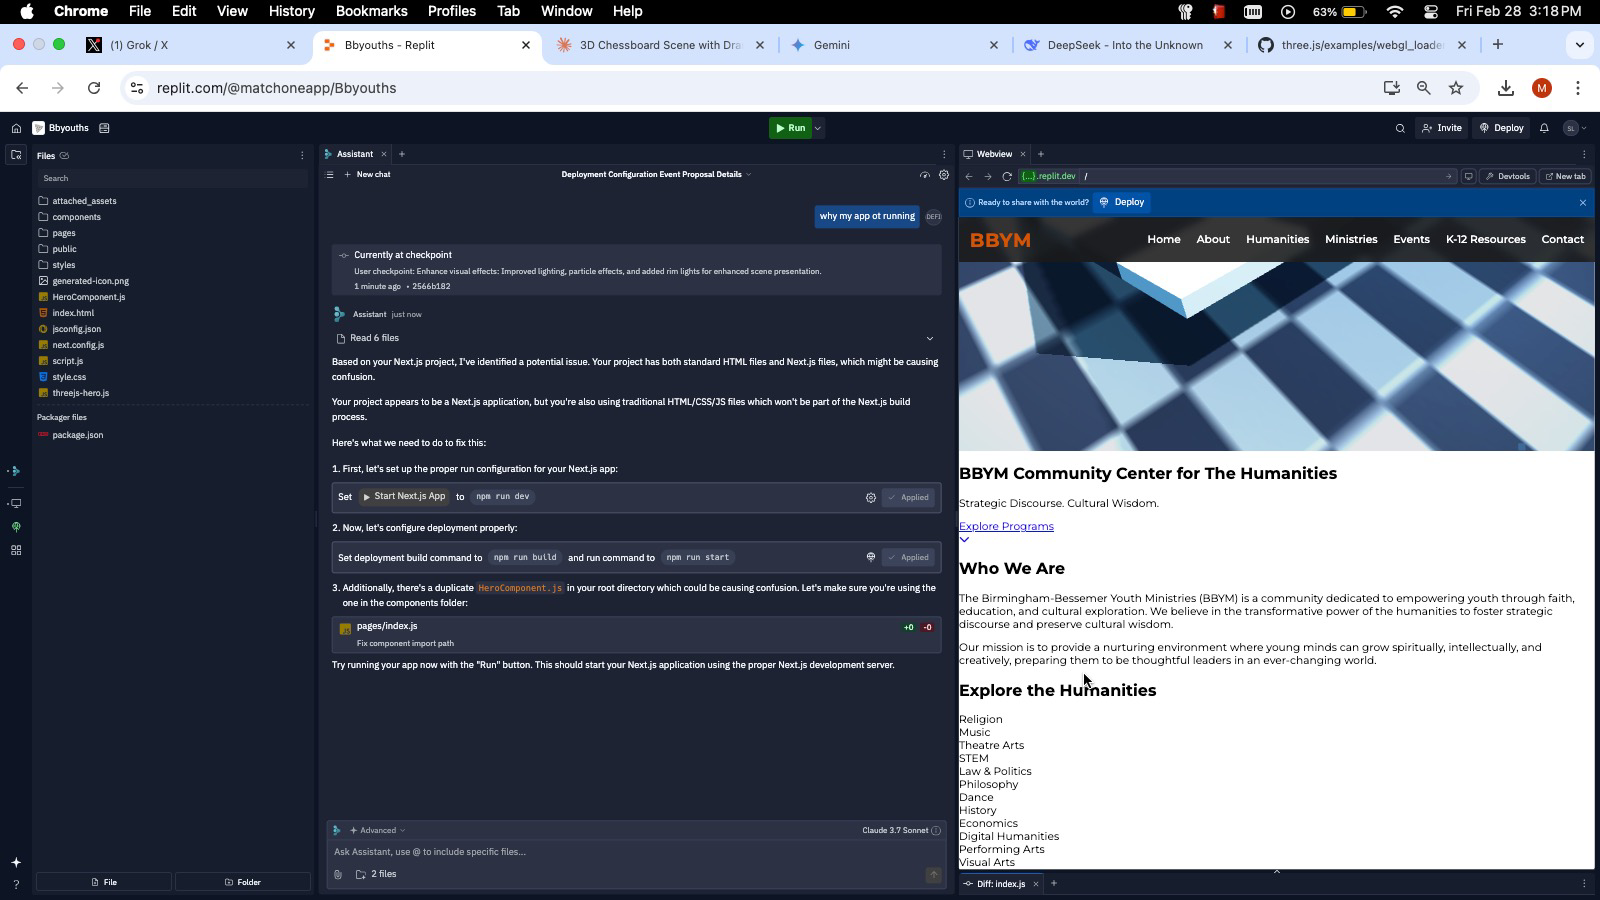 Chrome File Edit View History Bookmarks Profiles Tab Window Help 63% Fri Feb 28 3:18 PM
(1) Grok / X Bbyouths - Replit 3D Chessboard Scene with Dra Gemini DeepSeek - Into the Unknown three.js/examples/webgl_loade
replit.com/@matchoneapp/Bbyouths M
Bbyouths Run Invite Deploy SL
Files
Search
attached_assets
components
pages
public
styles
generated-icon.png
HeroComponent.js
index.html
jsconfig.json
next.config.js
script.js
style.css
threejs-hero.js
Packager files
package.json
File Folder
Assistant
New chat Deployment Configuration Event Proposal Details
why my app ot running DEFI
Currently at checkpoint
User checkpoint: Enhance visual effects: Improved lighting, particle effects, and added rim lights for enhanced scene presentation.
1 minute ago • 2566b182
Assistant just now
Read 6 files
Based on your Next.js project, I've identified a potential issue. Your project has both standard HTML files and Next.js files, which might be causing
confusion.
Your project appears to be a Next.js application, but you're also using traditional HTML/CSS/JS files which won't be part of the Next.js build
process.
Here's what we need to do to fix this:
1. First, let's set up the proper run configuration for your Next.js app:
Set Start Next.js App to npm run dev Applied
2. Now, let's configure deployment properly:
Set deployment build command to npm run build and run command to npm run start Applied
3. Additionally, there's a duplicate HeroComponent.js in your root directory which could be causing confusion. Let's make sure you're using the
one in the components folder:
pages/index.js +0 -0
Fix component import path
Try running your app now with the "Run" button. This should start your Next.js application using the proper Next.js development server.
Advanced Claude 3.7 Sonnet
Ask Assistant, use @ to include specific files...
2 files
Webview
{...}.replit.dev / Devtools New tab
Ready to share with the world? Deploy
BBYM Home About Humanities Ministries Events K-12 Resources Contact
BBYM Community Center for The Humanities
Strategic Discourse. Cultural Wisdom.
Explore Programs
Who We Are
The Birmingham-Bessemer Youth Ministries (BBYM) is a community dedicated to empowering youth through faith,
education, and cultural exploration. We believe in the transformative power of the humanities to foster strategic
discourse and preserve cultural wisdom.
Our mission is to provide a nurturing environment where young minds can grow spiritually, intellectually, and
creatively, preparing them to be thoughtful leaders in an ever-changing world.
Explore the Humanities
Religion
Music
Theatre Arts
STEM
Law & Politics
Philosophy
Dance
History
Economics
Digital Humanities
Performing Arts
Visual Arts
Diff: index.js